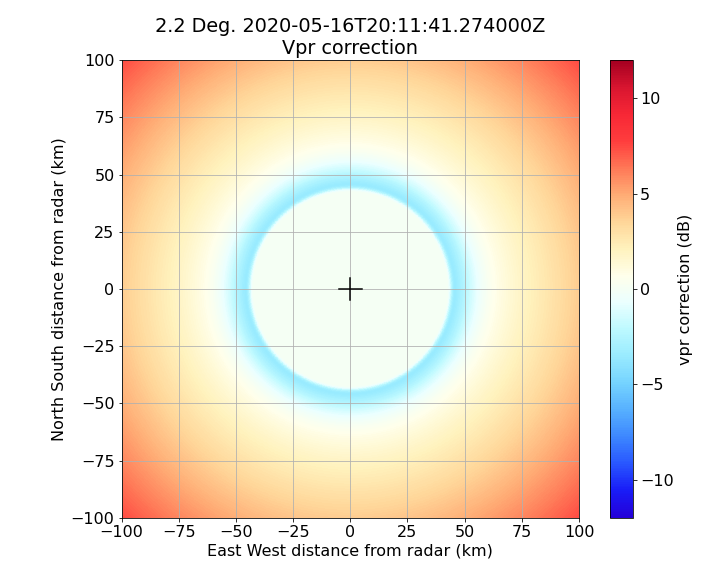 2.2 Deg. 2020-05-16T20:11:41.274000Z
Vpr correction
100
75
50
25
0
−25
−50
−75
−100
North South distance from radar (km)
−100 −75 −50 −25 0 25 50 75 100
East West distance from radar (km)
10
5
0
−5
−10
vpr correction (dB)